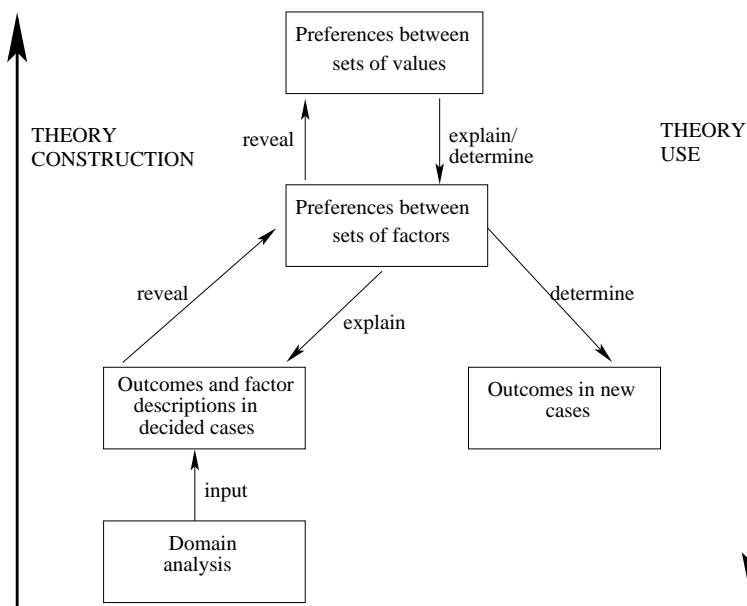 Preferences between
sets of values
THEORY
CONSTRUCTION
reveal
explain/
determine
THEORY
USE
Preferences between
sets of factors
reveal
explain
determine
Outcomes and factor
descriptions in
decided cases
Outcomes in new
cases
input
Domain
analysis